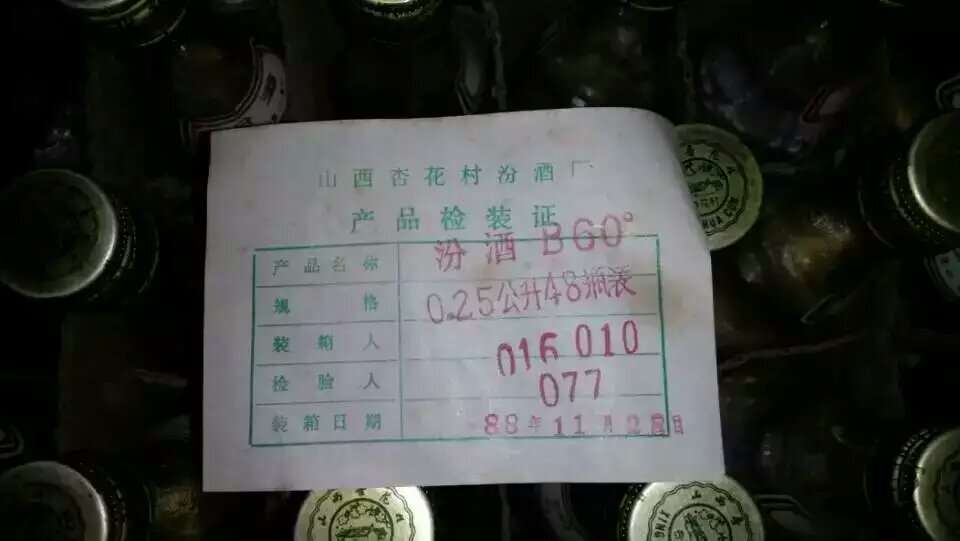 山西杏花村汾酒厂
产品检装证
产品名称 汾酒 B60°
规格 0.25公升48瓶装
装箱人 016 010
检验人 077
装箱日期 88年11月22日